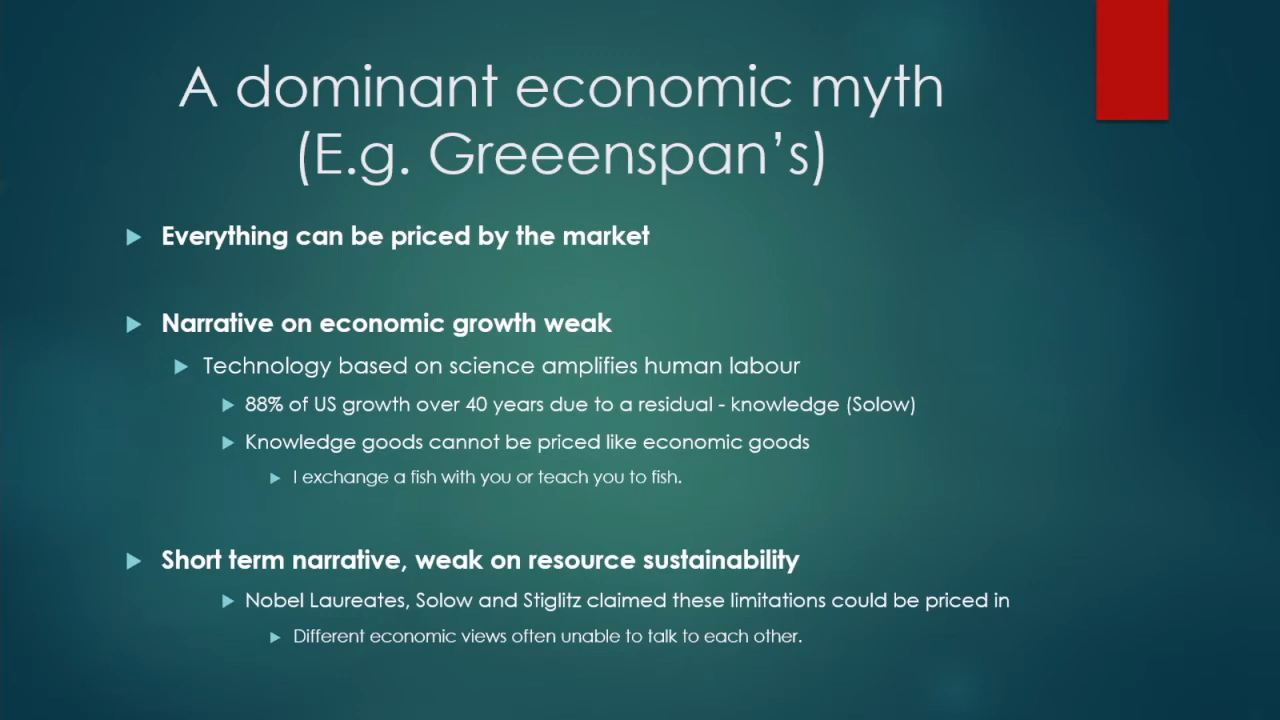 A dominant economic myth
(E.g. Greeenspan’s)
Everything can be priced by the market
Narrative on economic growth weak
Technology based on science amplifies human labour
88% of US growth over 40 years due to a residual - knowledge (Solow)
Knowledge goods cannot be priced like economic goods
I exchange a fish with you or teach you to fish.
Short term narrative, weak on resource sustainability
Nobel Laureates, Solow and Stiglitz claimed these limitations could be priced in
Different economic views often unable to talk to each other.